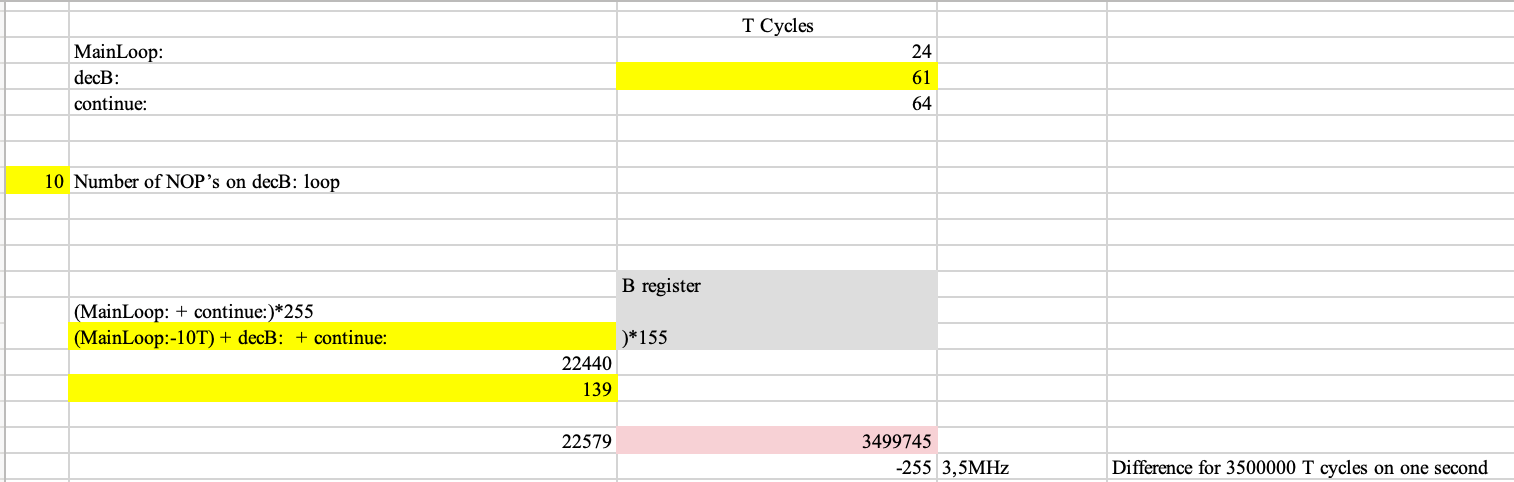 T Cycles
MainLoop: 24
decB: 61
continue: 64
10 Number of NOP’s on decB: loop
B register
(MainLoop: + continue:)*255
(MainLoop:-10T) + decB: + continue: )*155
22440
139
22579 3499745
-255 3,5MHz Difference for 3500000 T cycles on one second